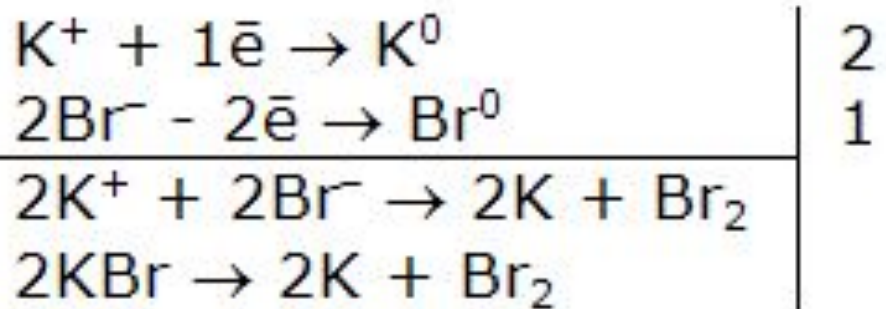 K⁺ + 1ē → K⁰ 2
2Br⁻ - 2ē → Br⁰ 1
2K⁺ + 2Br⁻ → 2K + Br₂
2KBr → 2K + Br₂